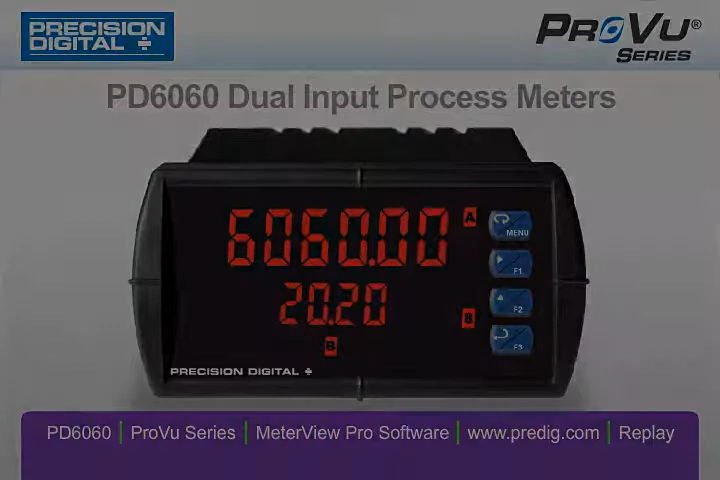 PRECISION
DIGITAL
PROVU®
SERIES
PD6060 Dual Input Process Meters
6060.00 A
MENU
F1
20.20
F2
B
B
F3
PRECISION DIGITAL
PD6060 | ProVu Series | MeterView Pro Software | www.predig.com | Replay